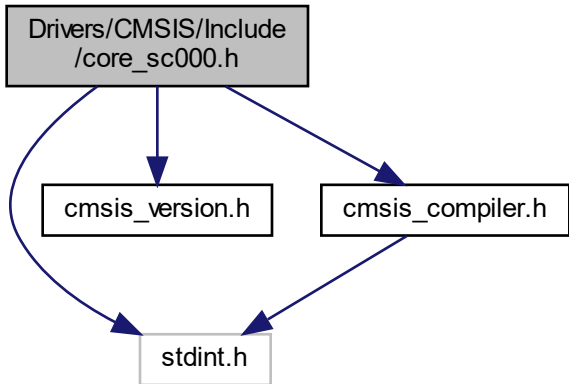 Drivers/CMSIS/Include
/core_sc000.h
cmsis_version.h
cmsis_compiler.h
stdint.h